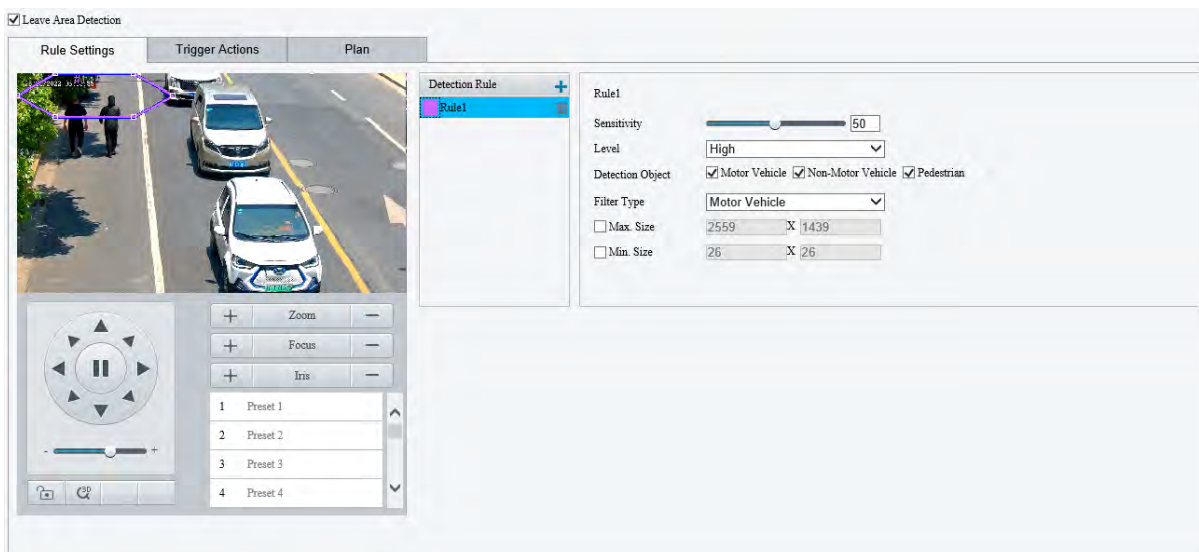 Leave Area Detection
Rule Settings Trigger Actions Plan
Detection Rule
Rule1
Rule1
Sensitivity 50
Level High
Detection Object Motor Vehicle Non-Motor Vehicle Pedestrian
Filter Type Motor Vehicle
Max. Size 2559 X 1439
Min. Size 26 X 26
+ Zoom —
+ Focus —
+ Iris —
1 Preset 1
2 Preset 2
3 Preset 3
4 Preset 4
- +
3D